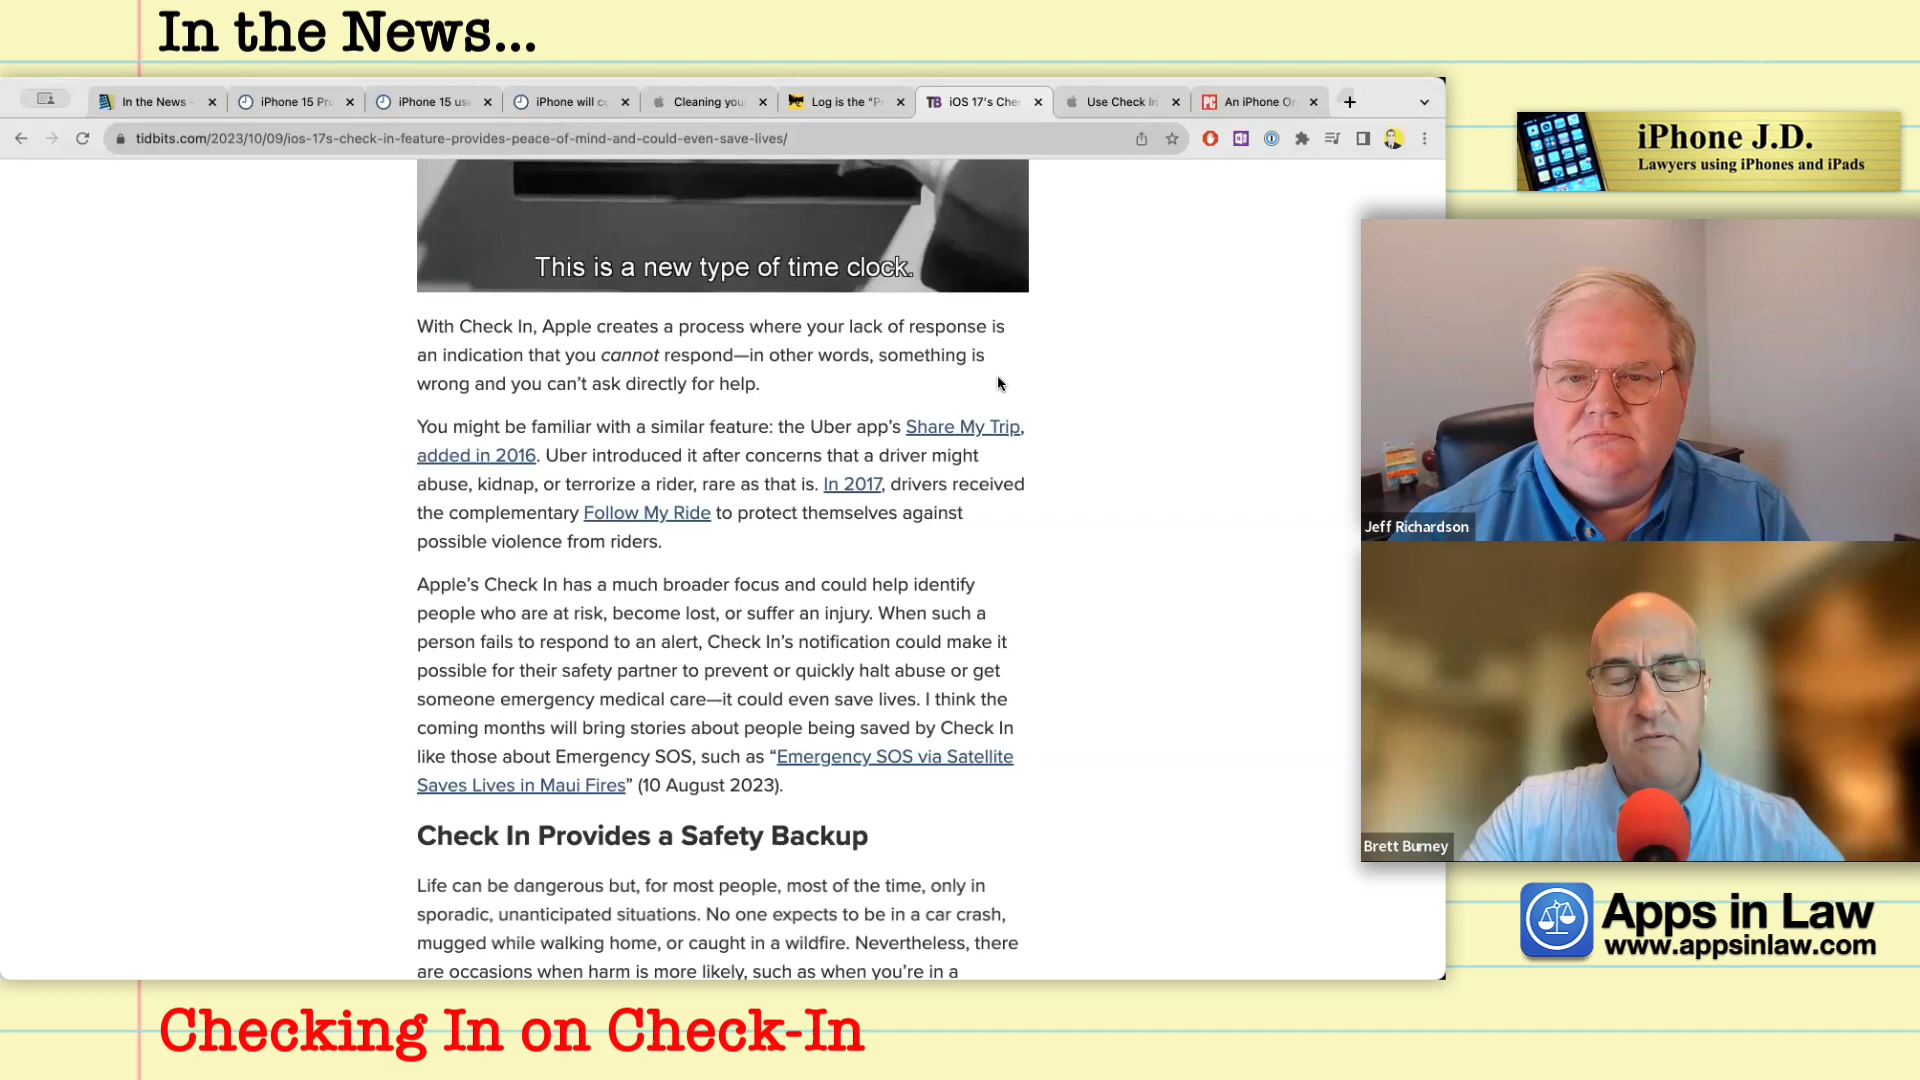 In the News...
In the News -
iPhone 15 Pr
iPhone 15 us
iPhone will c
Cleaning you
Log is the "P
TB iOS 17's Che
Use Check In
PC An iPhone O
tidbits.com/2023/10/09/ios-17s-check-in-feature-provides-peace-of-mind-and-could-even-save-lives/
This is a new type of time clock.
With Check In, Apple creates a process where your lack of response is
an indication that you cannot respond—in other words, something is
wrong and you can't ask directly for help.
You might be familiar with a similar feature: the Uber app's Share My Trip,
added in 2016. Uber introduced it after concerns that a driver might
abuse, kidnap, or terrorize a rider, rare as that is. In 2017, drivers received
the complementary Follow My Ride to protect themselves against
possible violence from riders.
Apple's Check In has a much broader focus and could help identify
people who are at risk, become lost, or suffer an injury. When such a
person fails to respond to an alert, Check In's notification could make it
possible for their safety partner to prevent or quickly halt abuse or get
someone emergency medical care—it could even save lives. I think the
coming months will bring stories about people being saved by Check In
like those about Emergency SOS, such as “Emergency SOS via Satellite
Saves Lives in Maui Fires” (10 August 2023).
Check In Provides a Safety Backup
Life can be dangerous but, for most people, most of the time, only in
sporadic, unanticipated situations. No one expects to be in a car crash,
mugged while walking home, or caught in a wildfire. Nevertheless, there
are occasions when harm is more likely, such as when you're in a
iPhone J.D.
Lawyers using iPhones and iPads
Jeff Richardson
Brett Burney
Apps in Law
www.appsinlaw.com
Checking In on Check-In